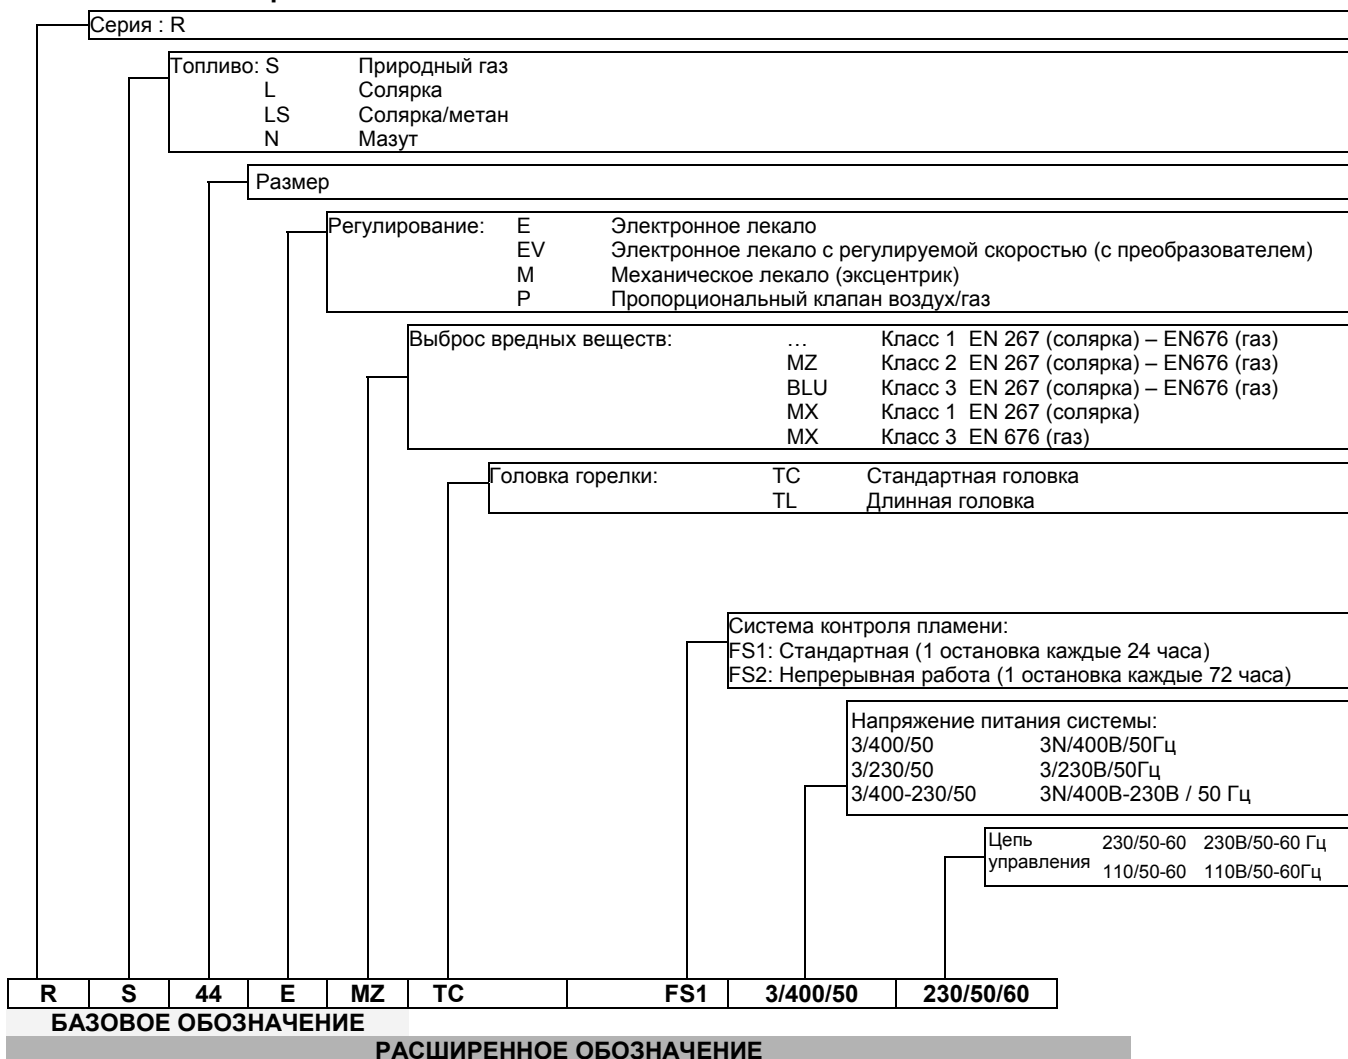 Серия : R
Топливо: S Природный газ
L Солярка
LS Солярка/метан
N Мазут
Размер
Регулирование: E Электронное лекало
EV Электронное лекало с регулируемой скоростью (с преобразователем)
M Механическое лекало (эксцентрик)
P Пропорциональный клапан воздух/газ
Выброс вредных веществ: … Класс 1 EN 267 (солярка) – EN676 (газ)
MZ Класс 2 EN 267 (солярка) – EN676 (газ)
BLU Класс 3 EN 267 (солярка) – EN676 (газ)
MX Класс 1 EN 267 (солярка)
MX Класс 3 EN 676 (газ)
Головка горелки: TC Стандартная головка
TL Длинная головка
Система контроля пламени:
FS1: Стандартная (1 остановка каждые 24 часа)
FS2: Непрерывная работа (1 остановка каждые 72 часа)
Напряжение питания системы:
3/400/50 3N/400В/50Гц
3/230/50 3/230В/50Гц
3/400-230/50 3N/400В-230В / 50 Гц
Цепь управления 230/50-60 230В/50-60 Гц
110/50-60 110В/50-60Гц
R S 44 E MZ TC FS1 3/400/50 230/50/60
БАЗОВОЕ ОБОЗНАЧЕНИЕ
РАСШИРЕННОЕ ОБОЗНАЧЕНИЕ